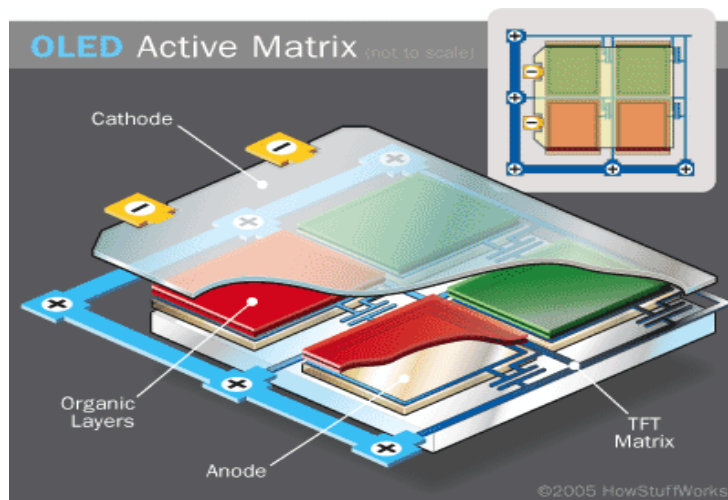 OLED Active Matrix (not to scale)
Cathode
Organic
Layers
Anode
TFT
Matrix
©2005 HowStuffWorks